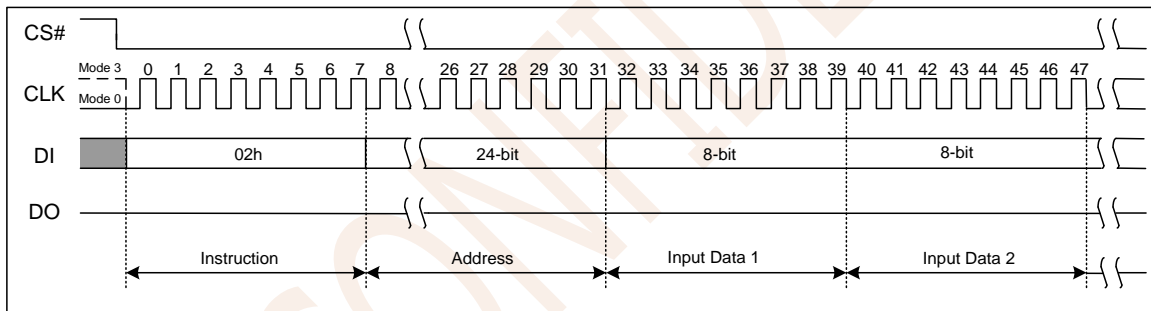 CS#
Mode 3 0 1 2 3 4 5 6 7 8 26 27 28 29 30 31 32 33 34 35 36 37 38 39 40 41 42 43 44 45 46 47
CLK
Mode 0
DI 02h 24-bit 8-bit 8-bit
DO
Instruction Address Input Data 1 Input Data 2